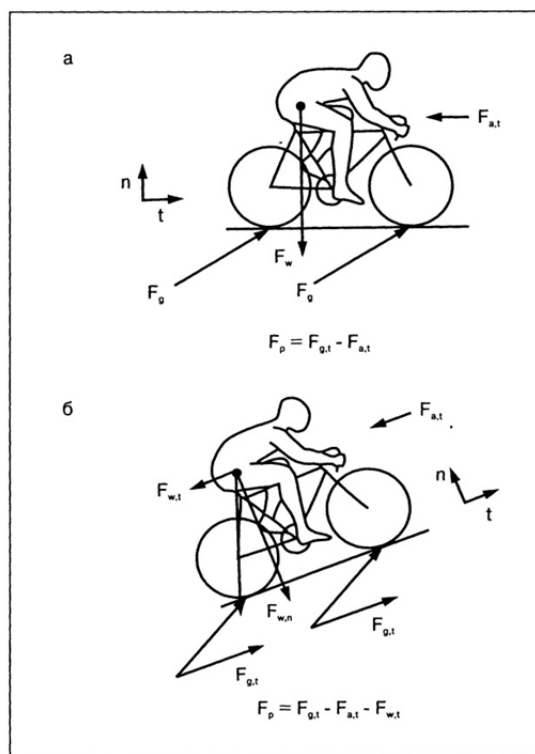 а
F_a,t
n
t
F_w
F_g
F_g
F_p = F_g,t - F_a,t
б
F_a,t
F_w,t
n
t
F_w,n
F_g,t
F_g,t
F_p = F_g,t - F_a,t - F_w,t